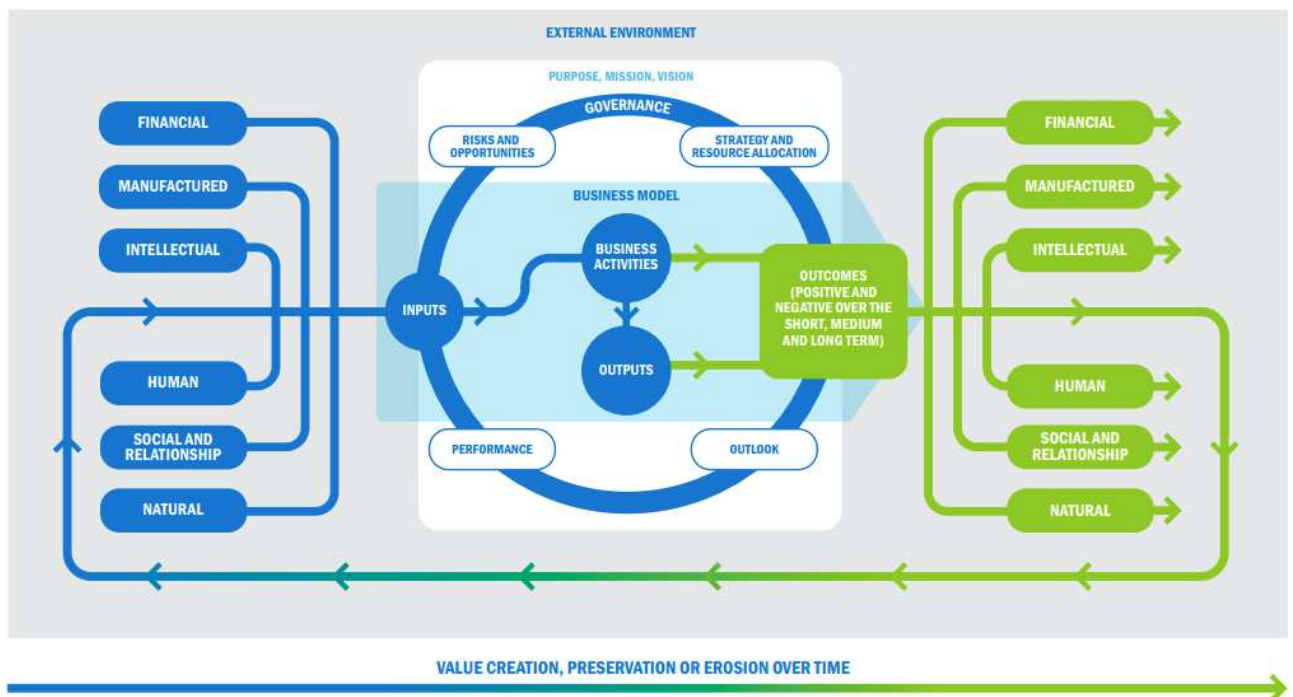 EXTERNAL ENVIRONMENT
PURPOSE, MISSION, VISION
GOVERNANCE
FINANCIAL
MANUFACTURED
INTELLECTUAL
HUMAN
SOCIAL AND
RELATIONSHIP
NATURAL
RISKS AND
OPPORTUNITIES
STRATEGY AND
RESOURCE ALLOCATION
BUSINESS MODEL
INPUTS
BUSINESS
ACTIVITIES
OUTPUTS
OUTCOMES
(POSITIVE AND
NEGATIVE OVER THE
SHORT, MEDIUM
AND LONG TERM)
PERFORMANCE
OUTLOOK
FINANCIAL
MANUFACTURED
INTELLECTUAL
HUMAN
SOCIAL AND
RELATIONSHIP
NATURAL
VALUE CREATION, PRESERVATION OR EROSION OVER TIME